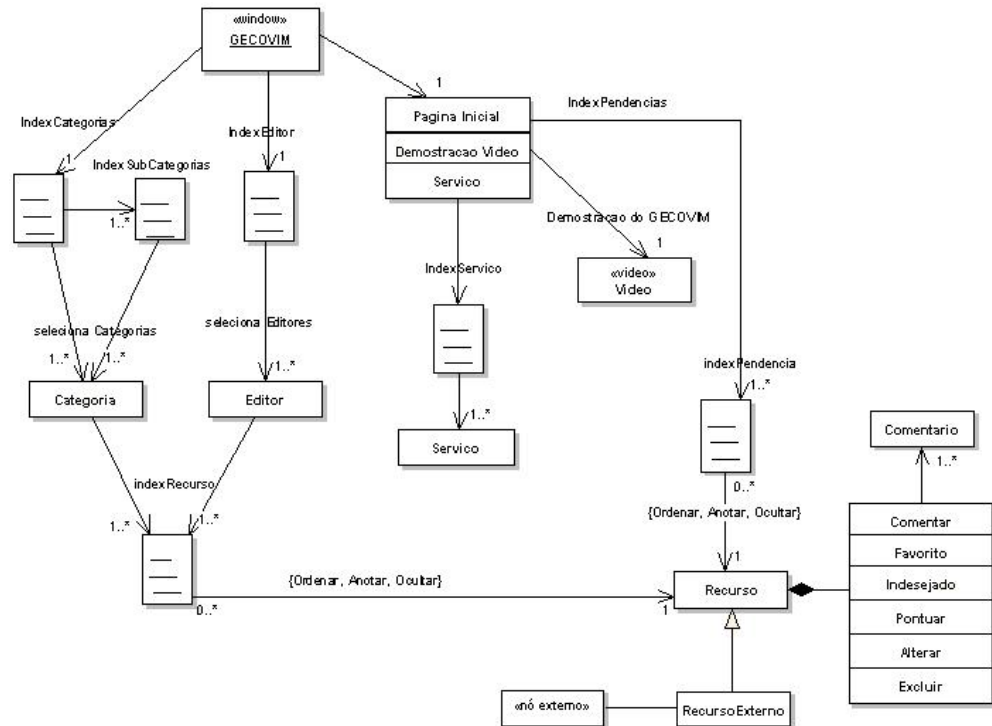 «window»
GECOVIM
1
IndexCategorias
IndexEditor
IndexPendencias
Pagina Inicial
Demostracao Video
Servico
1
Index SubCategorias
1
1..*
Demostracao do GECOVIM
1
«video»
Video
IndexServico
seleciona Categorias
seleciona Editores
1..*
1..*
1..*
indexPendencia
1..*
Categoria
Editor
1..*
Servico
Comentario
1..*
indexRecurso
0..*
1..*
1..*
{Ordenar, Anotar, Ocultar}
Comentar
Favorito
Indesejado
Pontuar
Alterar
Excluir
1
{Ordenar, Anotar, Ocultar}
Recurso
0..*
1
«nó externo»
RecursoExterno